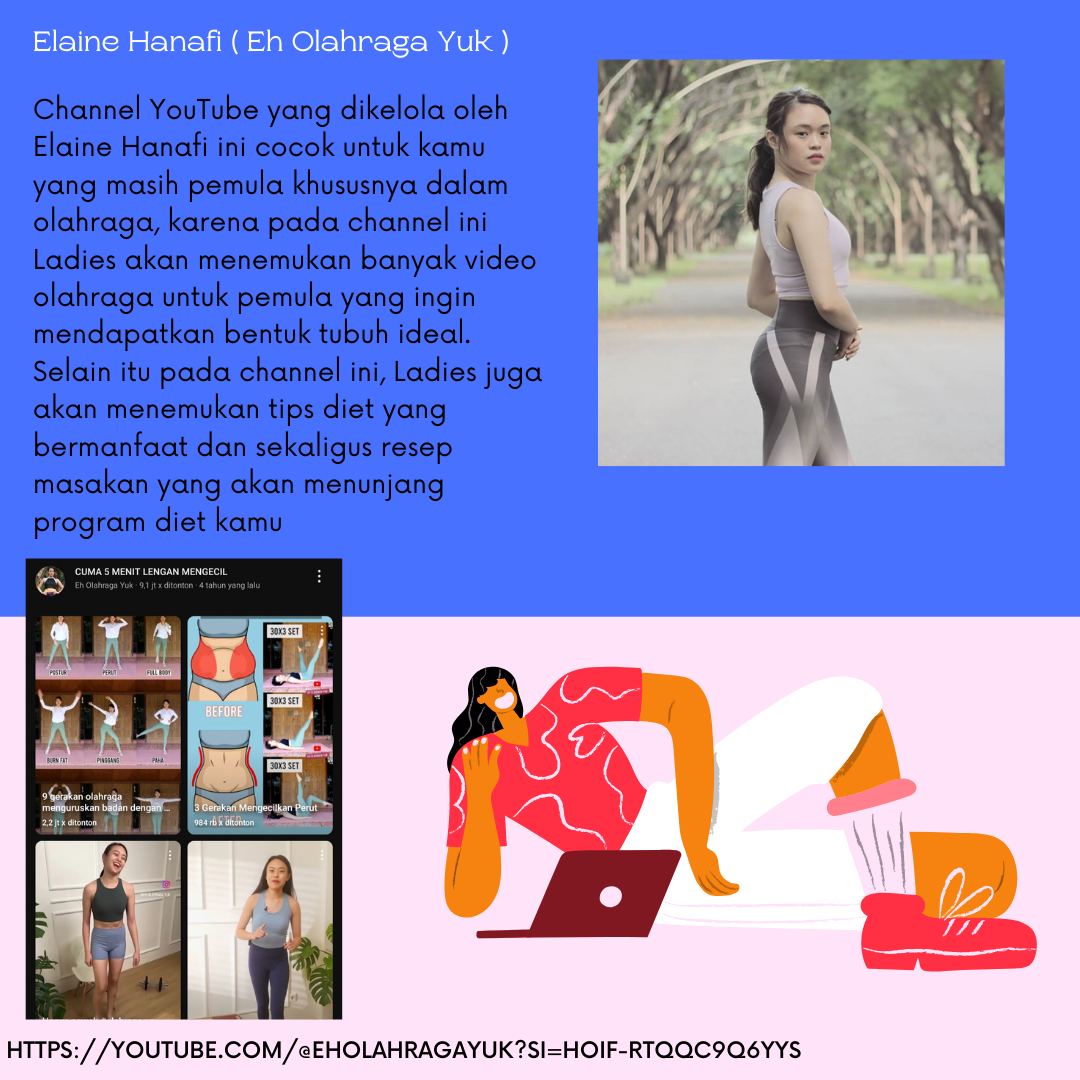 Elaine Hanafi ( Eh Olahraga Yuk )
Channel YouTube yang dikelola oleh
Elaine Hanafi ini cocok untuk kamu
yang masih pemula khususnya dalam
olahraga, karena pada channel ini
Ladies akan menemukan banyak video
olahraga untuk pemula yang ingin
mendapatkan bentuk tubuh ideal.
Selain itu pada channel ini, Ladies juga
akan menemukan tips diet yang
bermanfaat dan sekaligus resep
masakan yang akan menunjang
program diet kamu
CUMA 5 MENIT LENGAN MENGECIL
Eh Olahraga Yuk · 9,1 jt x ditonton · 4 tahun yang lalu
POSTUR
PERUT
FULL BODY
BURN FAT
PINGGANG
PAHA
9 gerakan olahraga
menguruskan badan dengan ...
2,2 jt x ditonton
30X3 SET
BEFORE
30X3 SET
30X3 SET
3 Gerakan Mengecilkan Perut
AFTER
984 rb x ditonton
HTTPS://YOUTUBE.COM/@EHOLAHRAGAYUK?SI=HOIF-RTQQC9Q6YYS